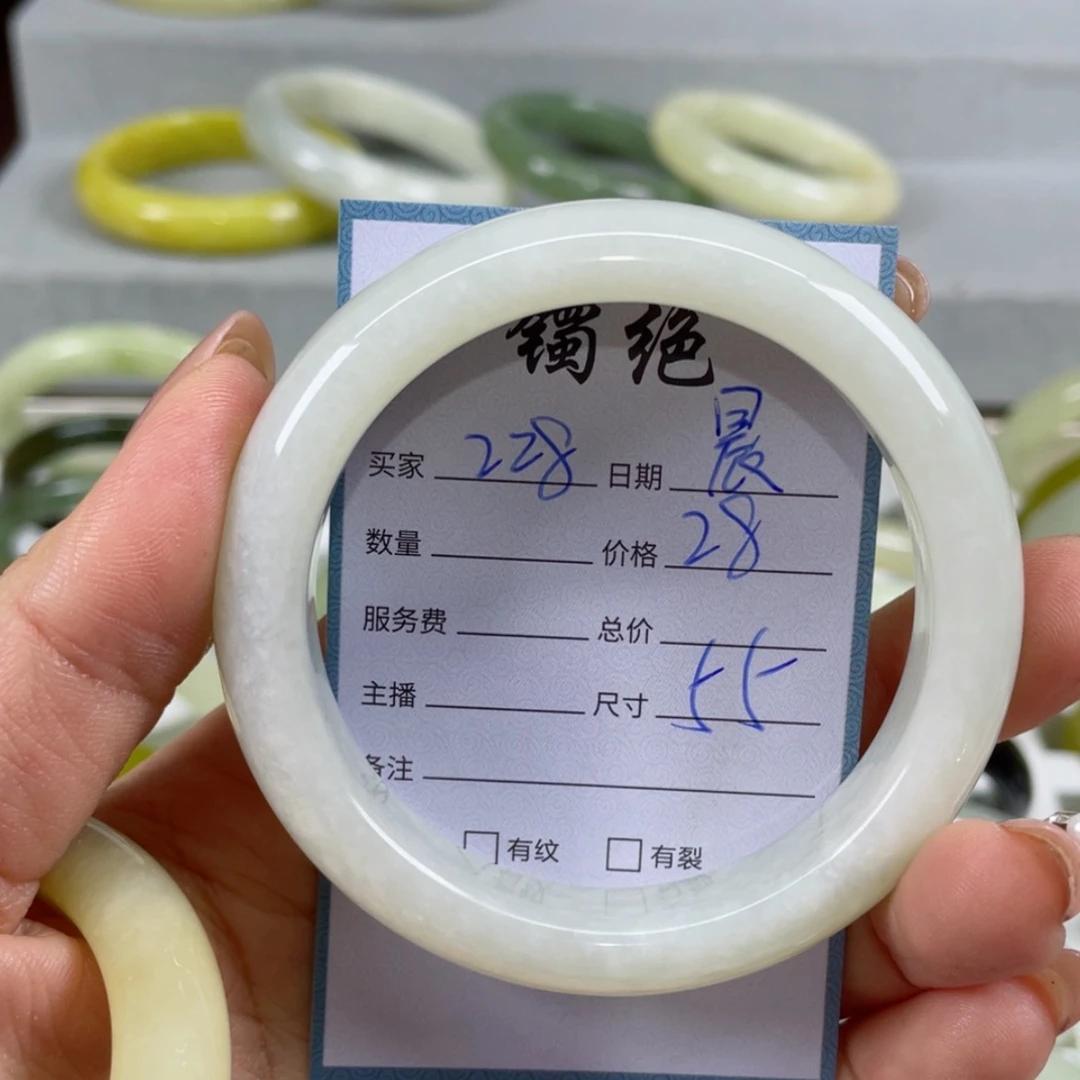 镯绝
买家 228 日期 晨
数量 价格 28
服务费 总价
主播 尺寸 55
备注
□有纹 □有裂